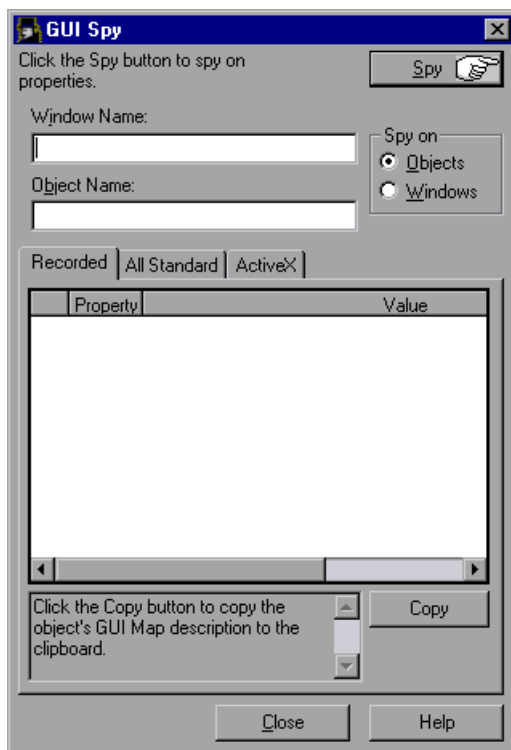 GUI Spy
Click the Spy button to spy on
properties.
Spy
Window Name:
Spy on
Objects
Windows
Object Name:
Recorded
All Standard
ActiveX
Property
Value
Click the Copy button to copy the
object's GUI Map description to the
clipboard.
Copy
Close
Help